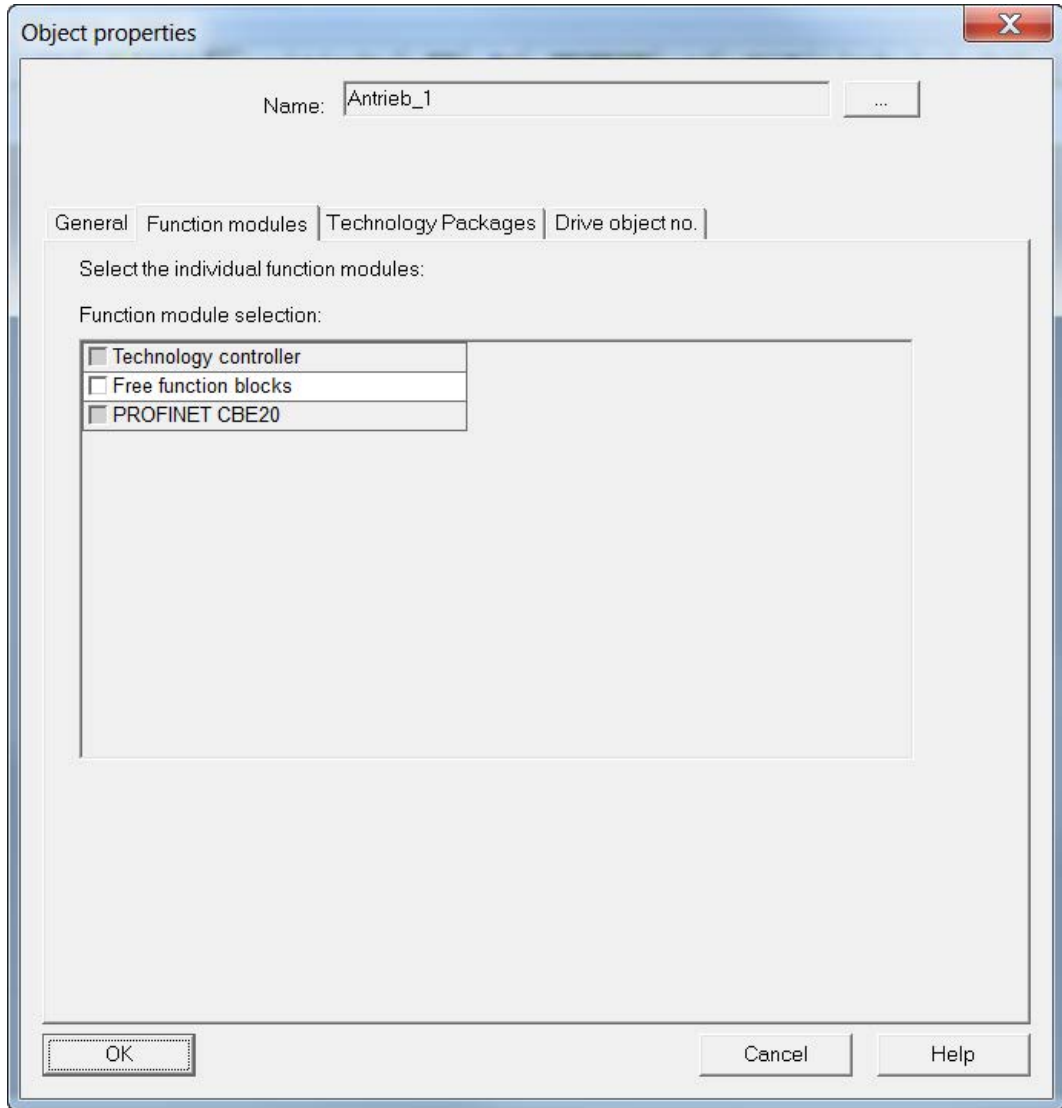 Object properties
Name: Antrieb_1 ...
General Function modules Technology Packages Drive object no.
Select the individual function modules:
Function module selection:
Technology controller
Free function blocks
PROFINET CBE20
OK Cancel Help